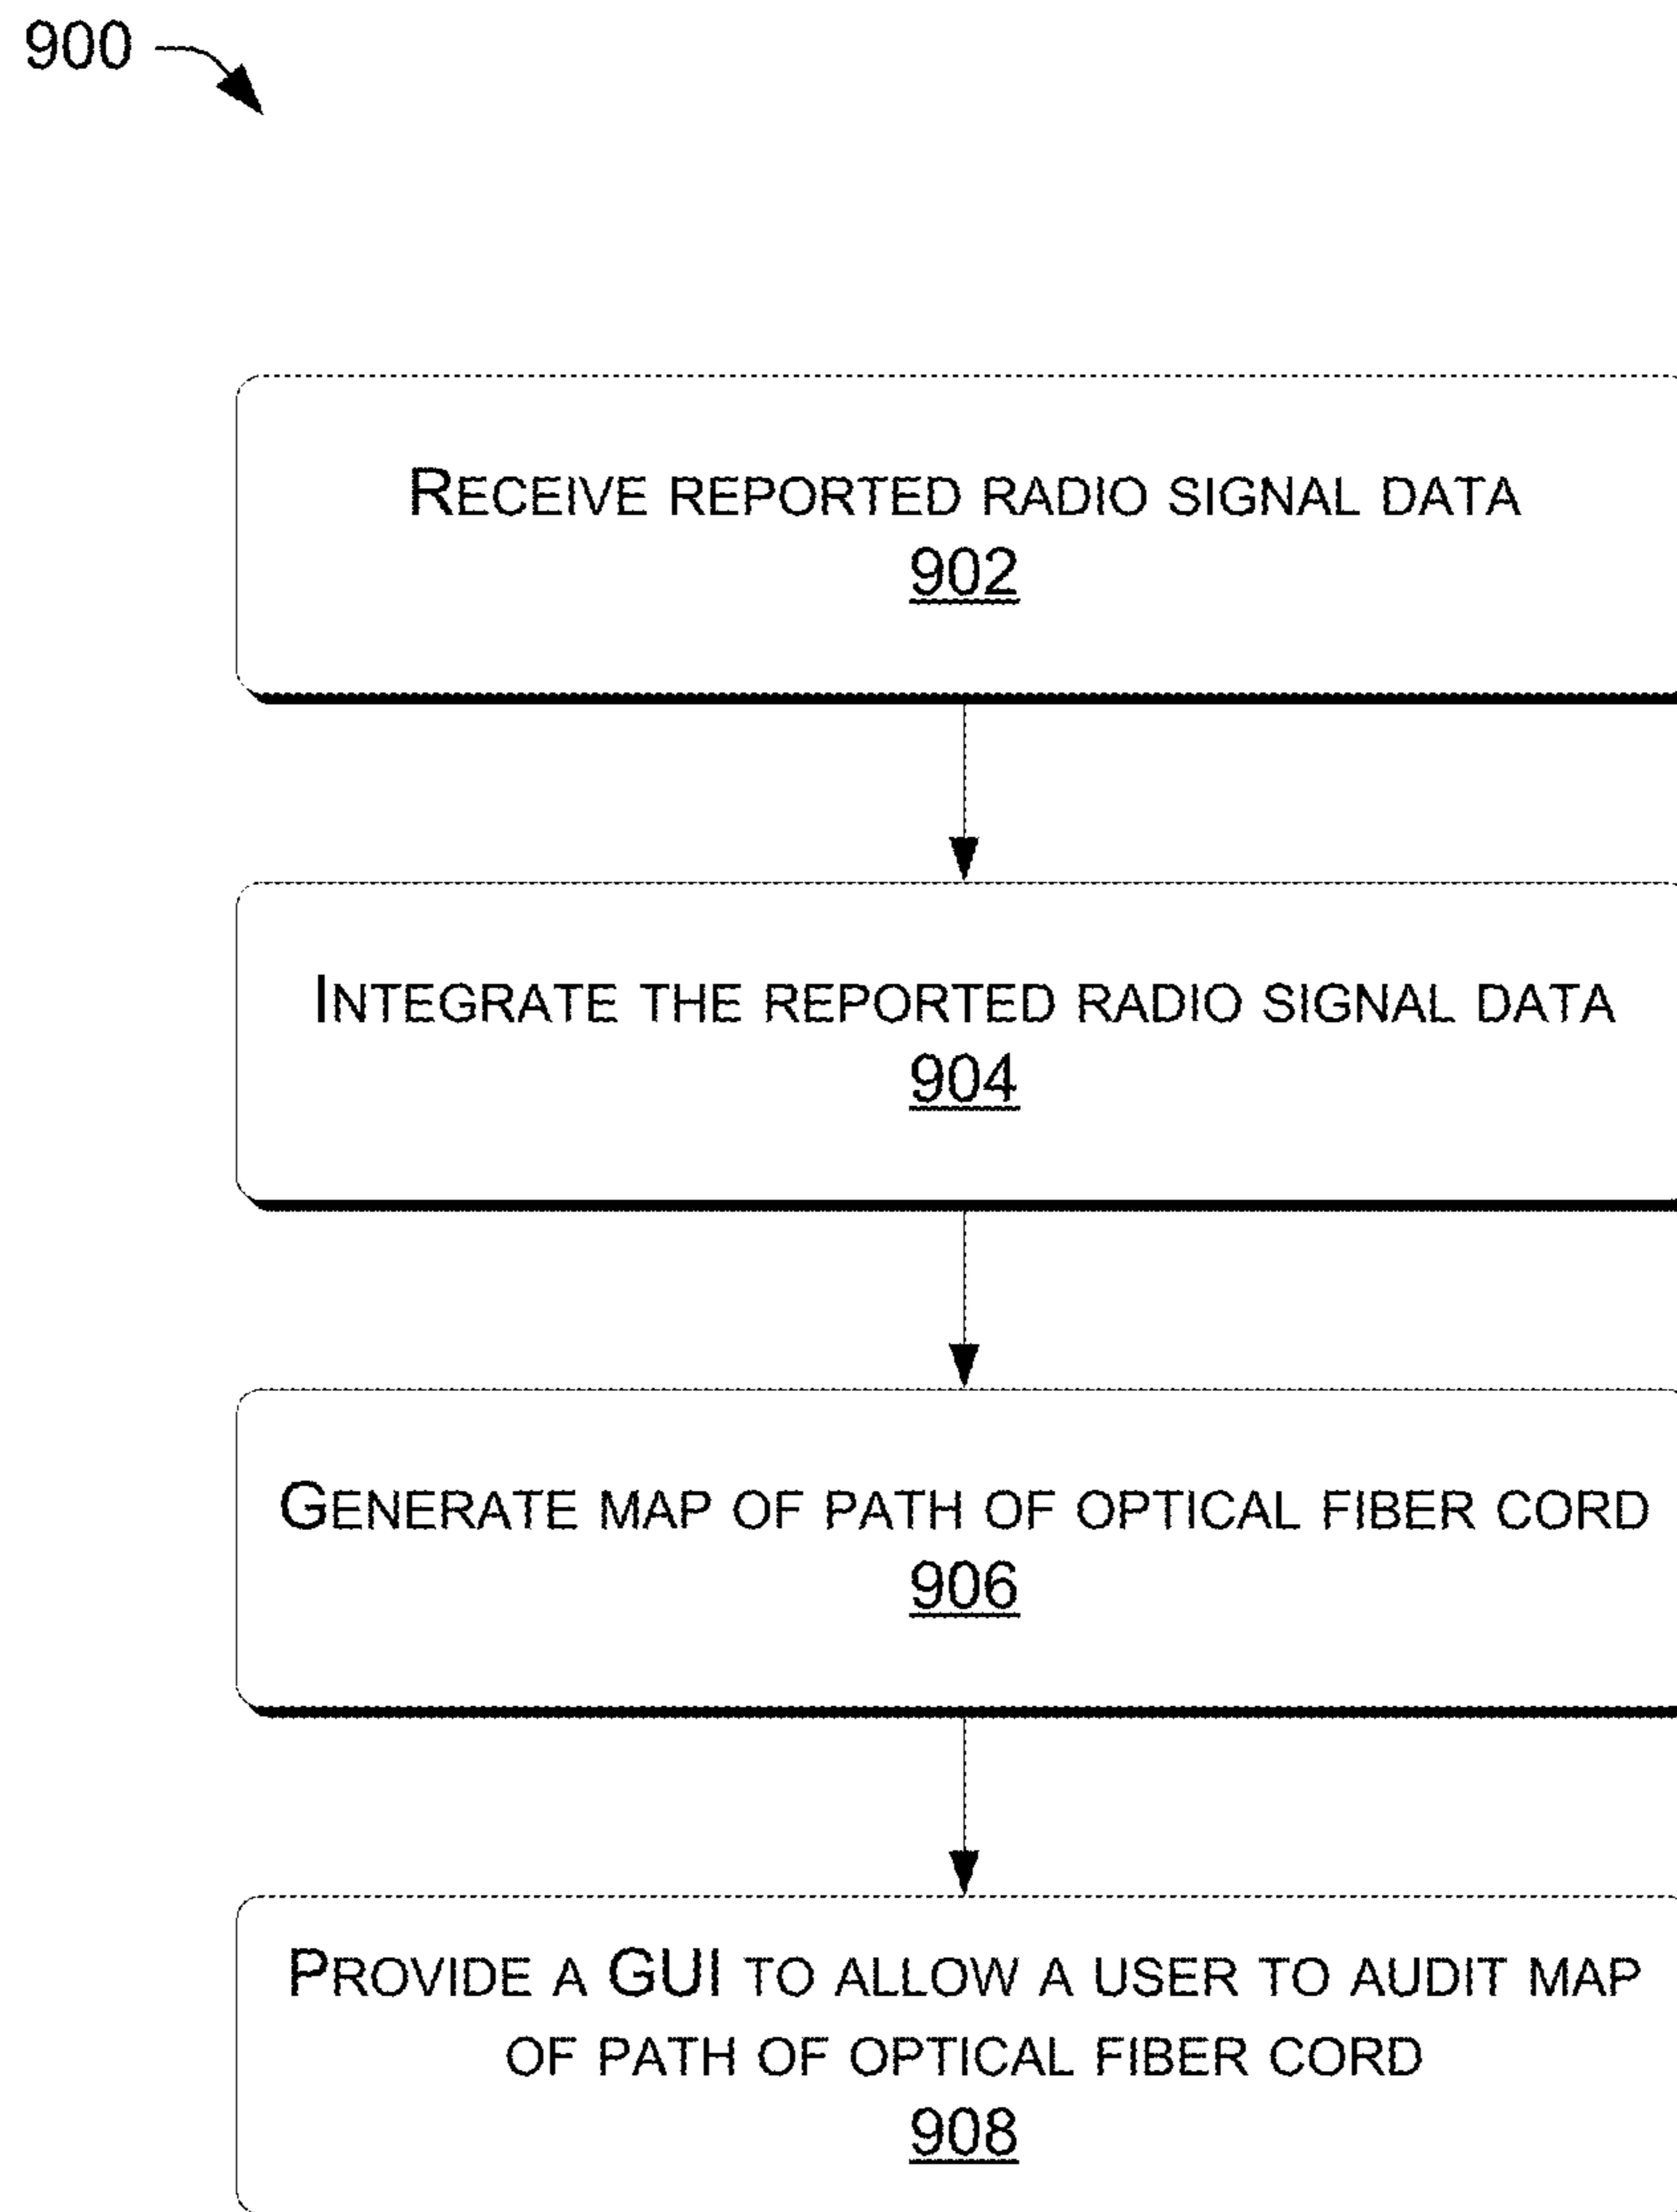 900
RECEIVE REPORTED RADIO SIGNAL DATA
902
INTEGRATE THE REPORTED RADIO SIGNAL DATA
904
GENERATE MAP OF PATH OF OPTICAL FIBER CORD
906
PROVIDE A GUI TO ALLOW A USER TO AUDIT MAP
OF PATH OF OPTICAL FIBER CORD
908